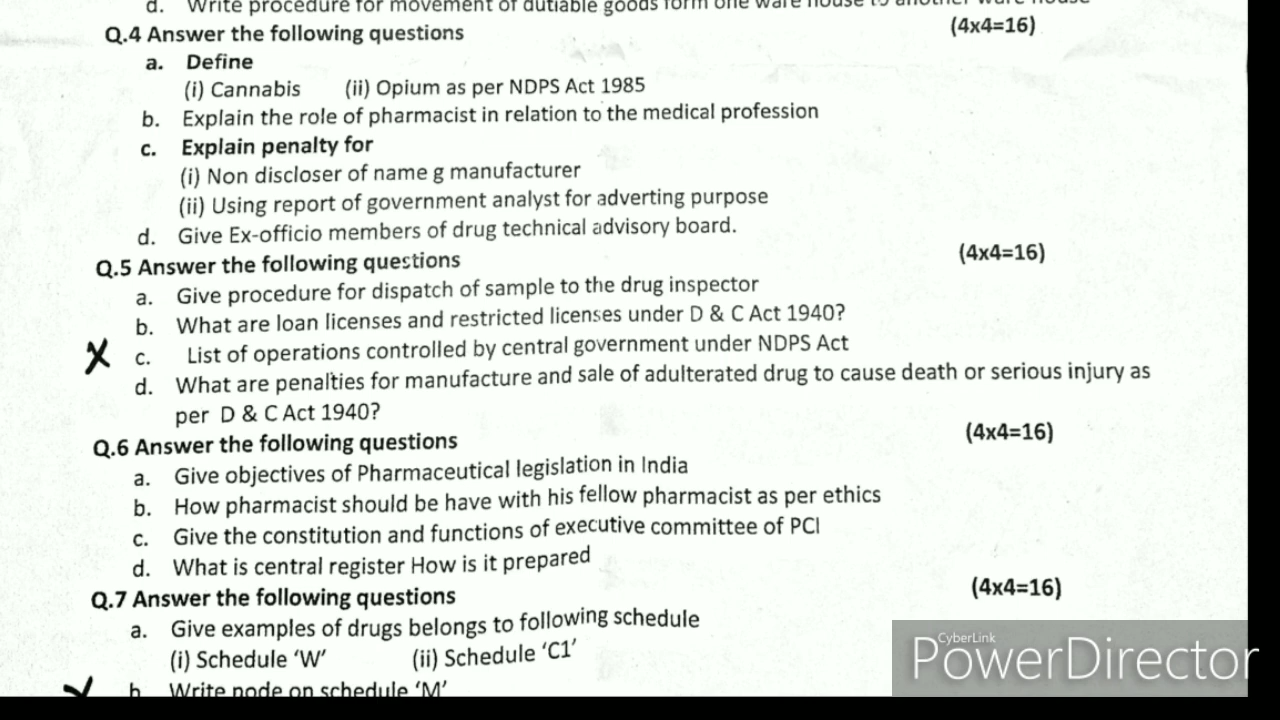 d. Write procedure for movement of dutiable goods form one ware house to another ware house
Q.4 Answer the following questions (4x4=16)
a. Define
(i) Cannabis (ii) Opium as per NDPS Act 1985
b. Explain the role of pharmacist in relation to the medical profession
c. Explain penalty for
(i) Non discloser of name g manufacturer
(ii) Using report of government analyst for adverting purpose
d. Give Ex-officio members of drug technical advisory board.
Q.5 Answer the following questions (4x4=16)
a. Give procedure for dispatch of sample to the drug inspector
b. What are loan licenses and restricted licenses under D & C Act 1940?
X c. List of operations controlled by central government under NDPS Act
d. What are penalties for manufacture and sale of adulterated drug to cause death or serious injury as
per D & C Act 1940?
Q.6 Answer the following questions (4x4=16)
a. Give objectives of Pharmaceutical legislation in India
b. How pharmacist should be have with his fellow pharmacist as per ethics
c. Give the constitution and functions of executive committee of PCI
d. What is central register How is it prepared
Q.7 Answer the following questions (4x4=16)
a. Give examples of drugs belongs to following schedule
(i) Schedule ‘W’ (ii) Schedule ‘C1’
b Write node on schedule ‘M’
CyberLink
PowerDirector